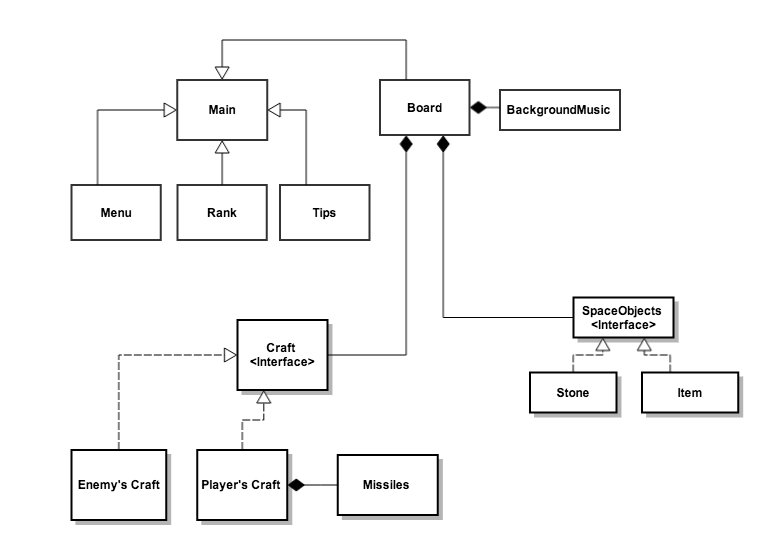 Main
Board
BackgroundMusic
Menu
Rank
Tips
SpaceObjects
<Interface>
Craft
<Interface>
Stone
Item
Enemy's Craft
Player's Craft
Missiles